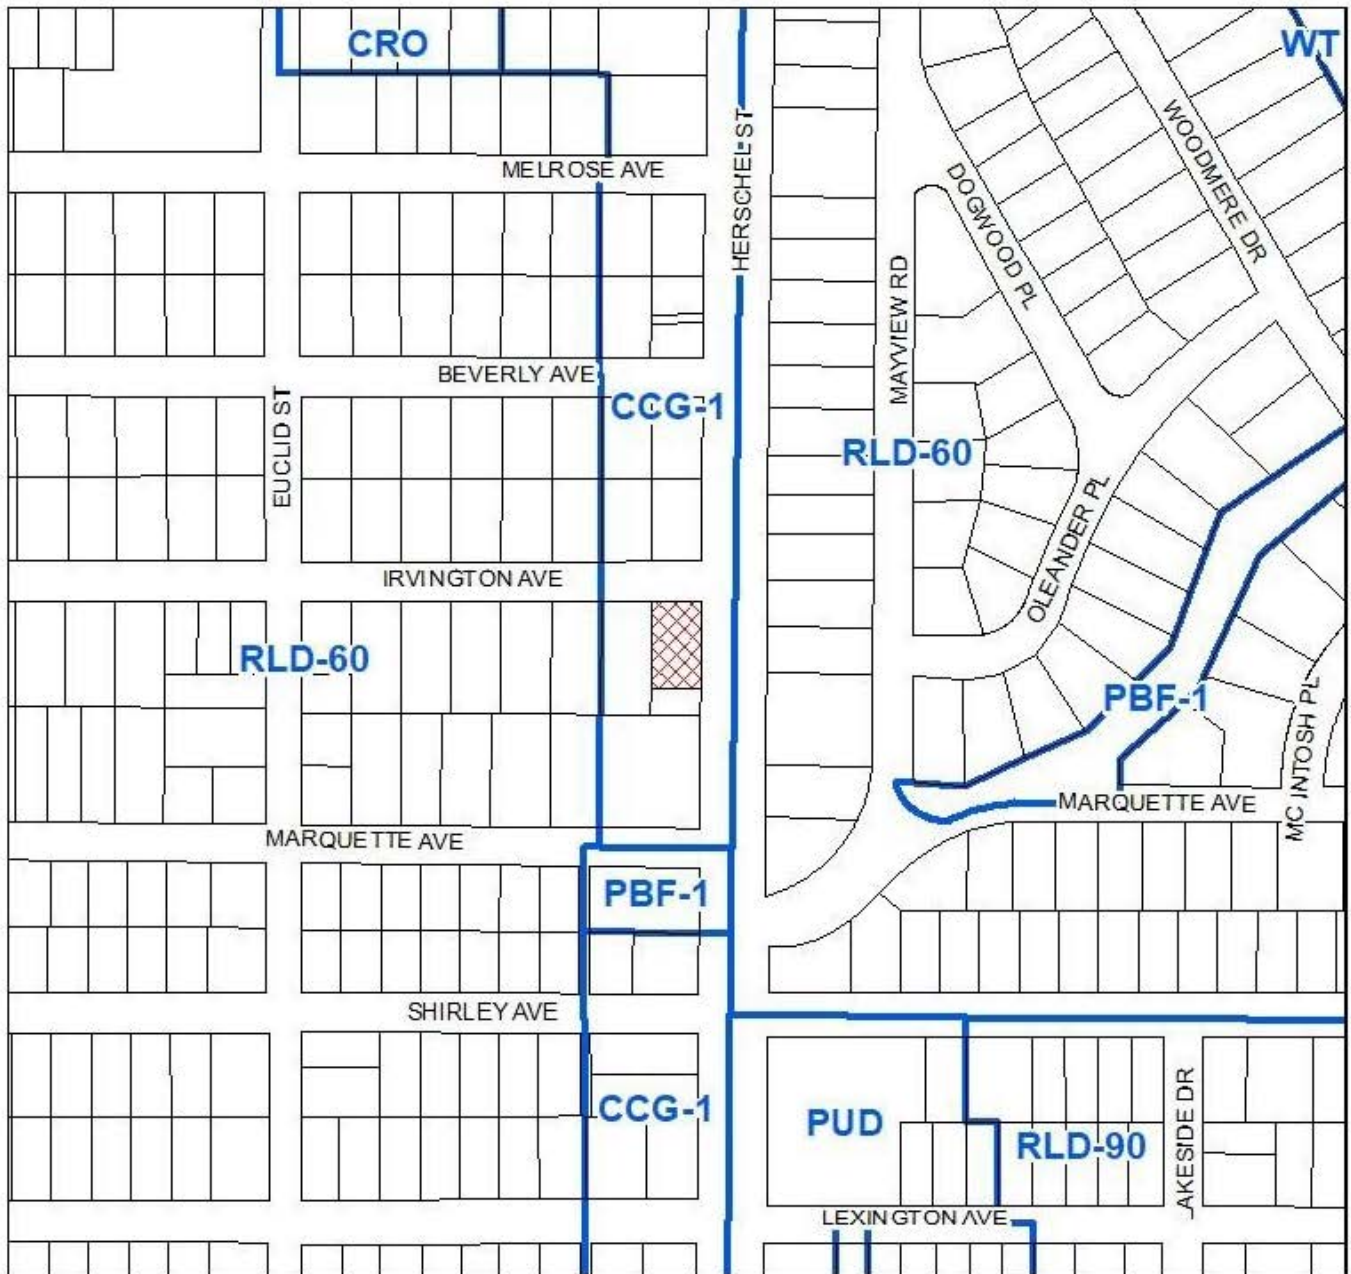 CRO
WT
MELROSE AVE
HERSCHEL ST
DOGWOOD PL
WOODMERE DR
MAYVIEW RD
BEVERLY AVE
EUCLID ST
CCG-1
RLD-60
OLEANDER PL
IRVINGTON AVE
RLD-60
PBF-1
MC INTOSH PL
MARQUETTE AVE
MARQUETTE AVE
PBF-1
SHIRLEY AVE
CCG-1
PUD
RLD-90
LAKESIDE DR
LEXINGTON AVE